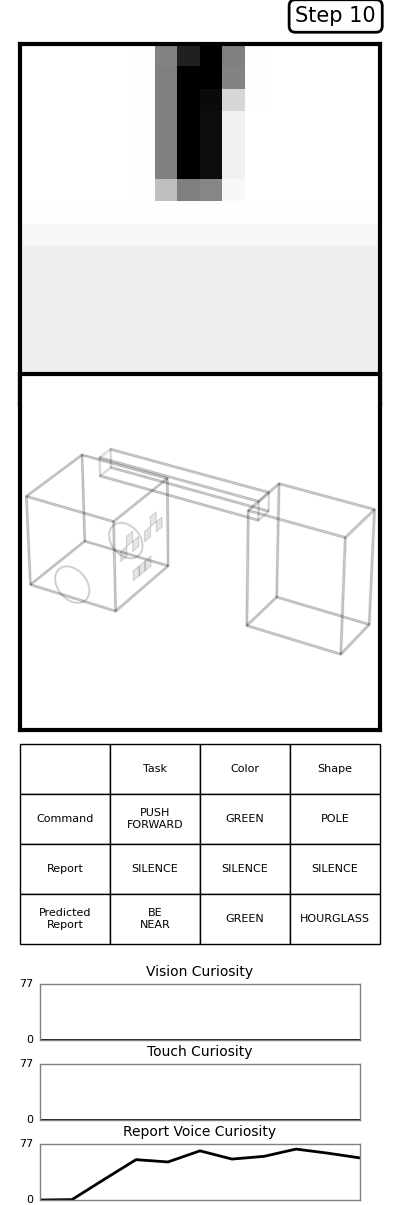 Step 10
Task Color Shape
Command PUSH FORWARD GREEN POLE
Report SILENCE SILENCE SILENCE
Predicted Report BE NEAR GREEN HOURGLASS
Vision Curiosity
77
0
Touch Curiosity
77
0
Report Voice Curiosity
77
0